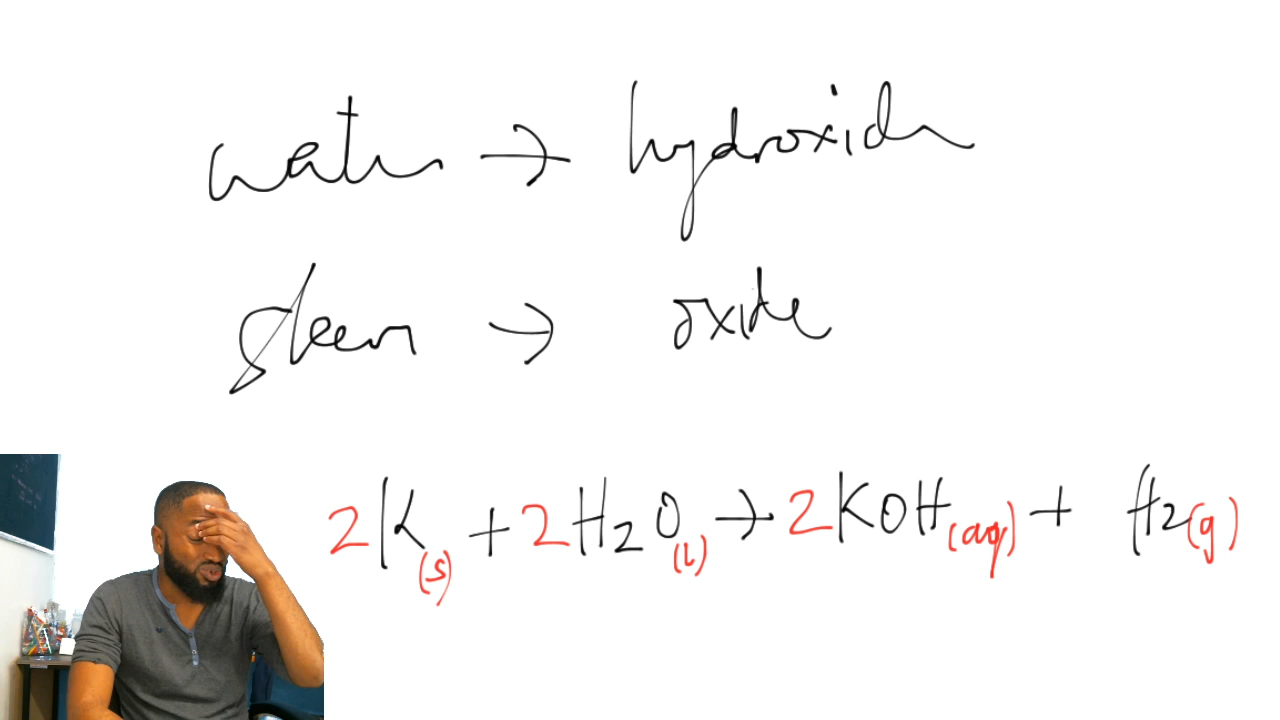 water → hydroxide
steam → oxide
2K(s) + 2H2O(l) → 2KOH(aq) + H2(g)